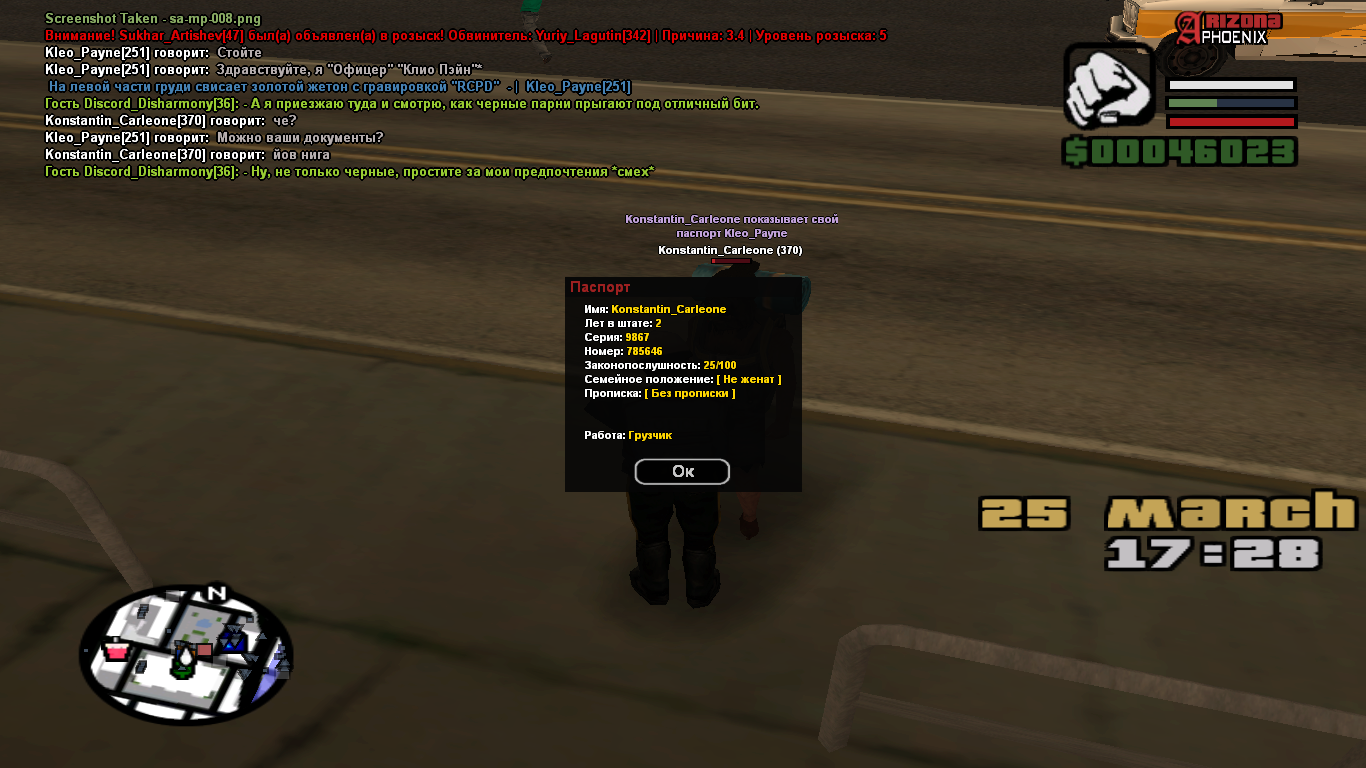 Screenshot Taken - sa-mp-008.png
Внимание! Sukhar_Artishev[47] был(а) объявлен(а) в розыск! Обвинитель: Yuriy_Lagutin[342] | Причина: 3.4 | Уровень розыска: 5
Kleo_Payne[251] говорит: Стойте
Kleo_Payne[251] говорит: Здравствуйте, я "Офицер" "Клио Пэйн"*
На левой части груди свисает золотой жетон с гравировкой "RCPD" - | Kleo_Payne[251]
Гость Discord_Disharmony[36]: - А я приезжаю туда и смотрю, как черные парни прыгают под отличный бит.
Konstantin_Carleone[370] говорит: че?
Kleo_Payne[251] говорит: Можно ваши документы?
Konstantin_Carleone[370] говорит: йов нига
Гость Discord_Disharmony[36]: - Ну, не только черные, простите за мои предпочтения *смех*
ARIZONA
PHOENIX
$00046023
Konstantin_Carleone показывает свой
паспорт Kleo_Payne
Konstantin_Carleone (370)
Паспорт
Имя: Konstantin_Carleone
Лет в штате: 2
Серия: 9867
Номер: 785646
Законопослушность: 25/100
Семейное положение: [ Не женат ]
Прописка: [ Без прописки ]
Работа: Грузчик
Ок
25 March
17:28
N